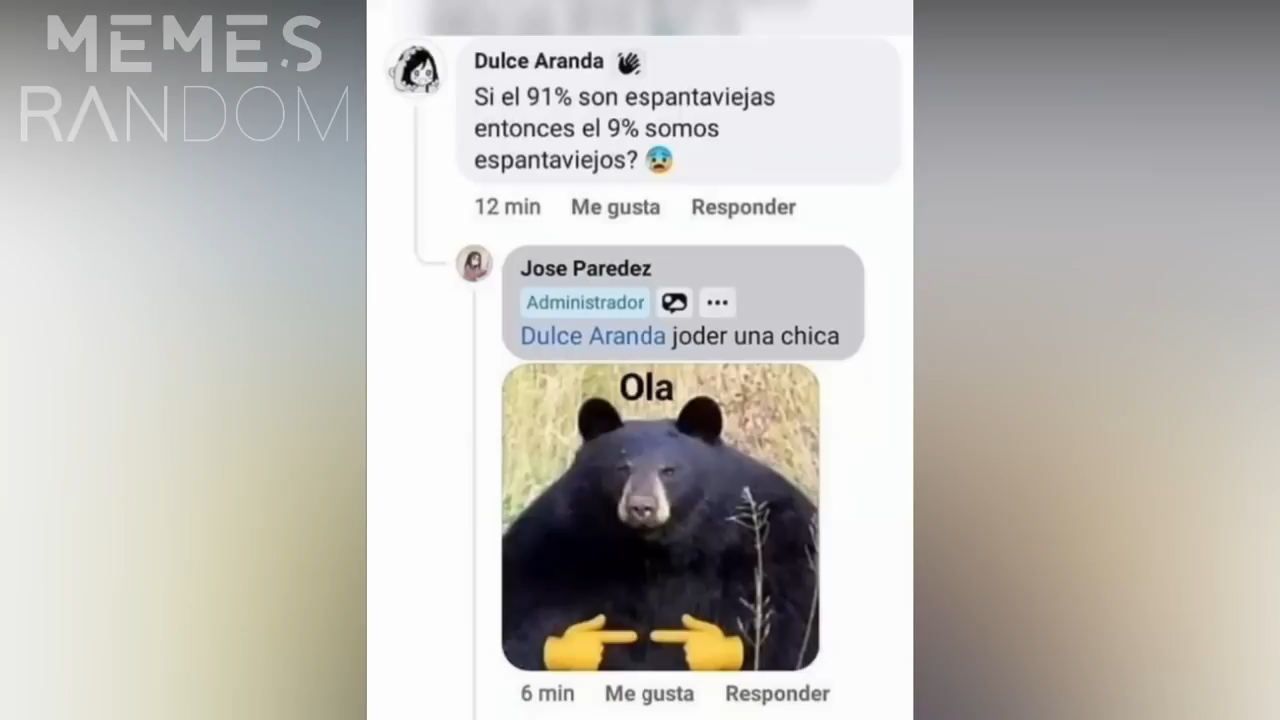 MEMES
RANDOM
Dulce Aranda
Si el 91% son espantaviejas
entonces el 9% somos
espantaviejos? 😰
12 min Me gusta Responder
Jose Paredez
Administrador
Dulce Aranda joder una chica
Ola
6 min Me gusta Responder